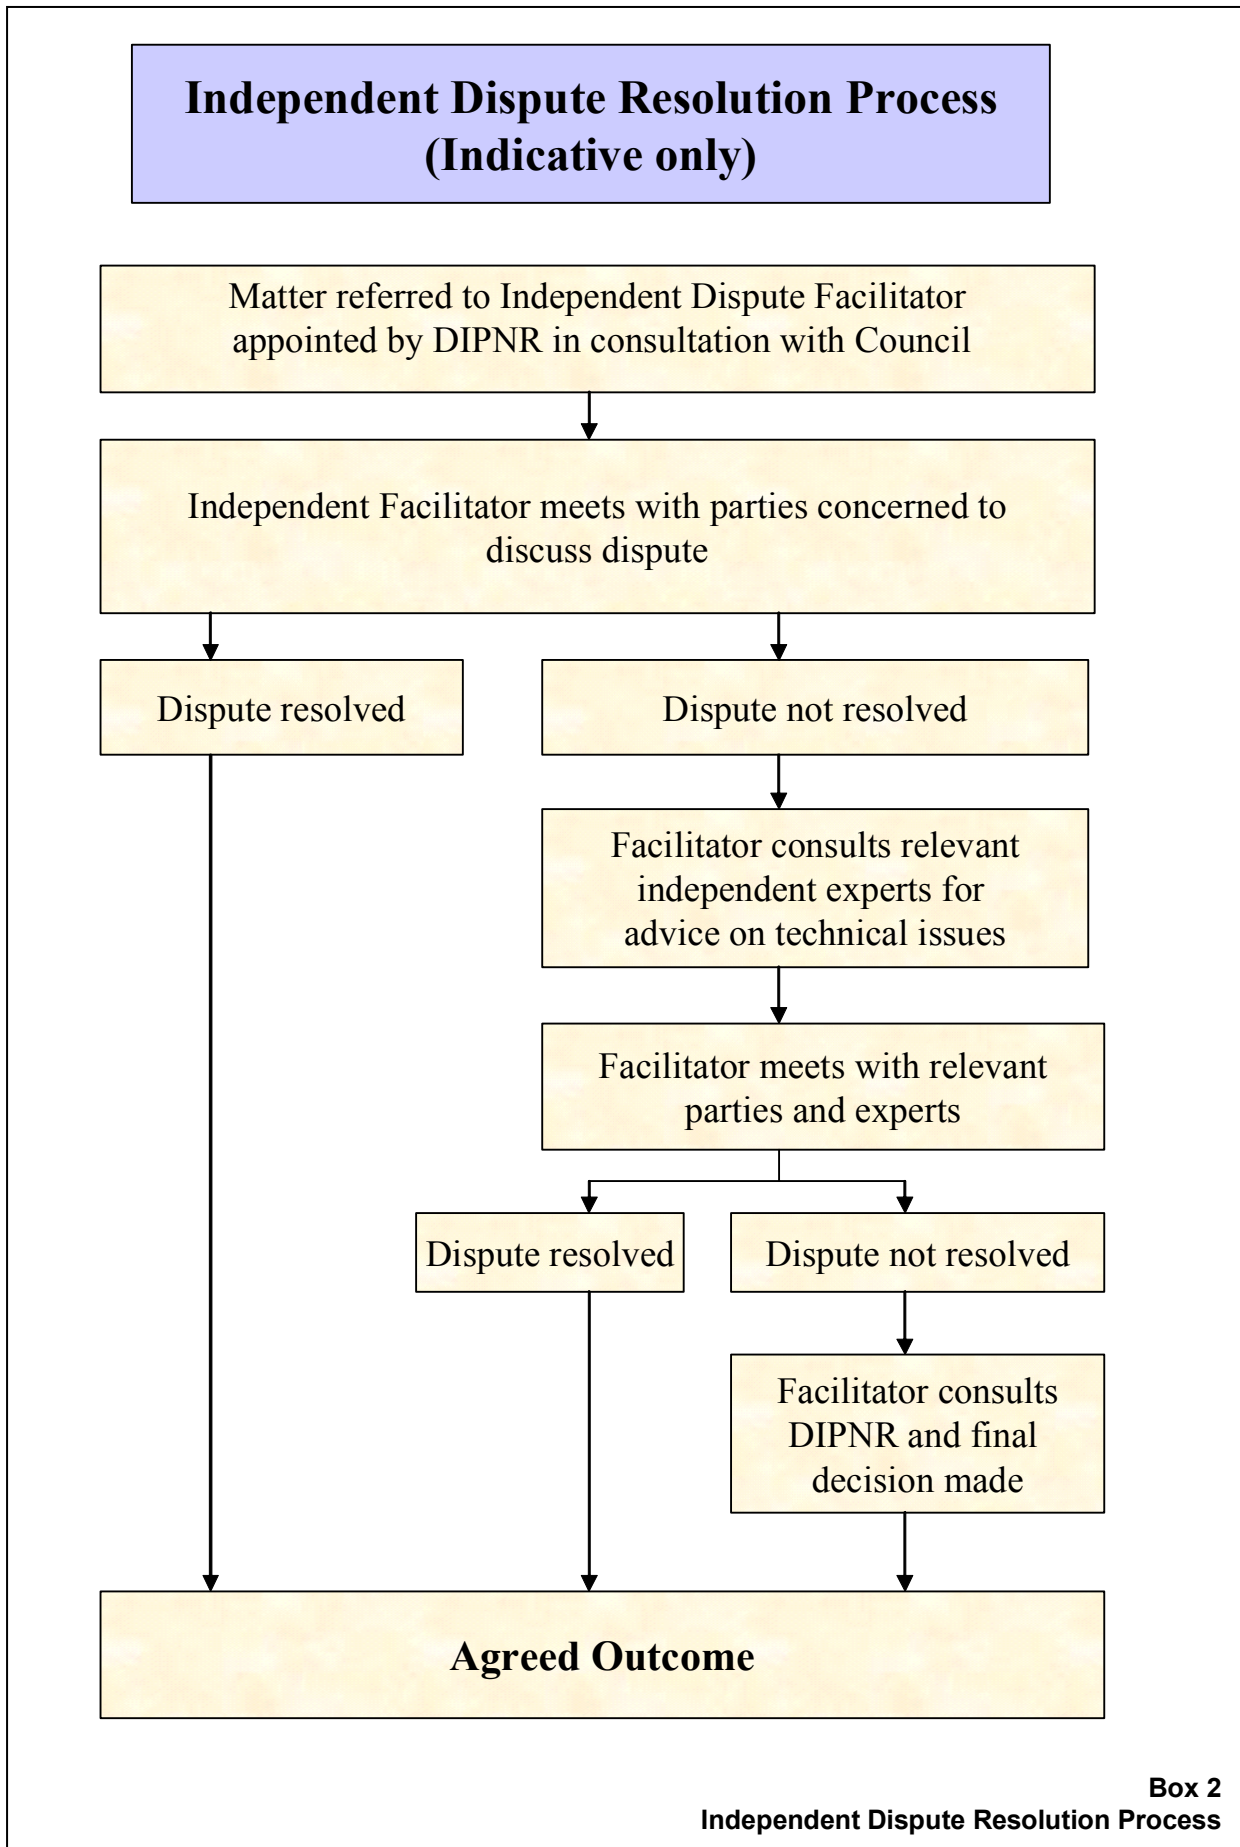 Independent Dispute Resolution Process
(Indicative only)
Matter referred to Independent Dispute Facilitator
appointed by DIPNR in consultation with Council
Independent Facilitator meets with parties concerned to
discuss dispute
Dispute resolved
Dispute not resolved
Facilitator consults relevant
independent experts for
advice on technical issues
Facilitator meets with relevant
parties and experts
Dispute resolved
Dispute not resolved
Facilitator consults
DIPNR and final
decision made
Agreed Outcome
Box 2
Independent Dispute Resolution Process